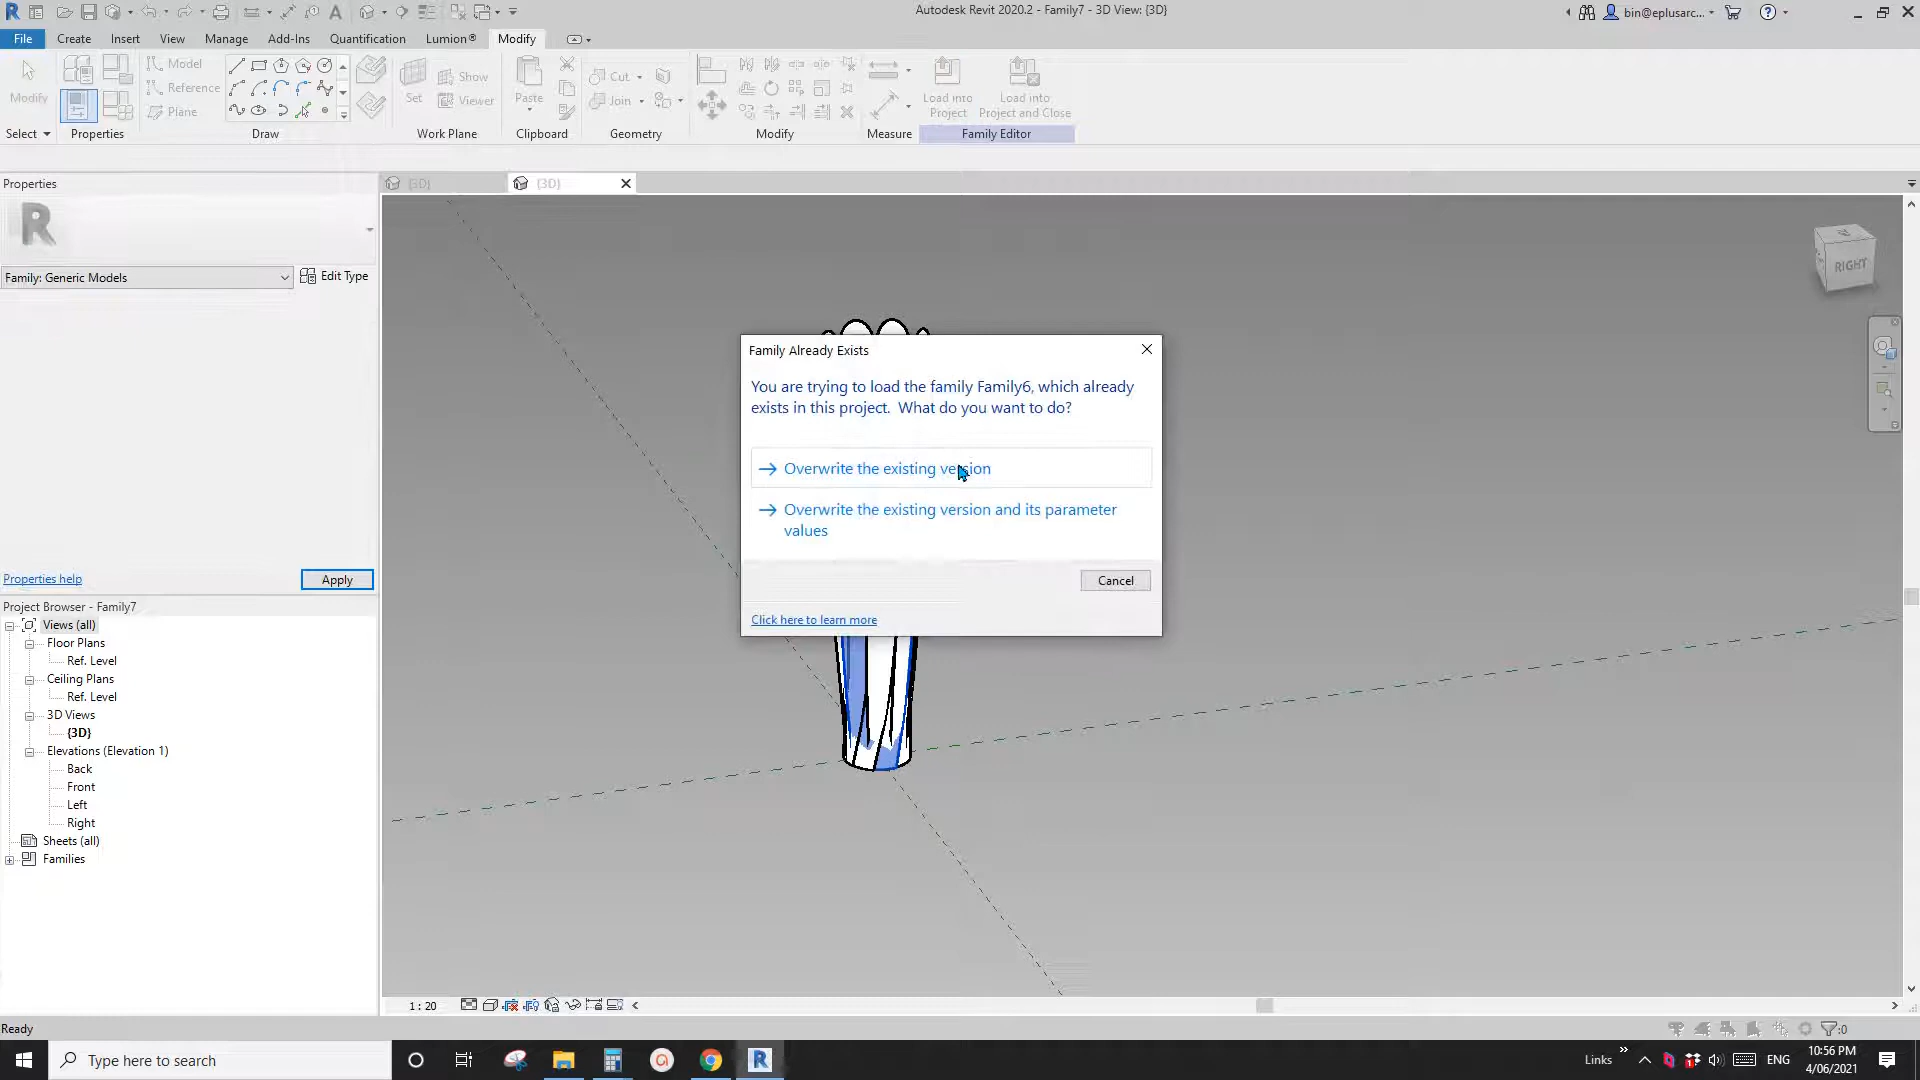 Autodesk Revit 2020.2 - Family7 - 3D View: {3D}
bin@eplusarc...
File
Create
Insert
View
Manage
Add-Ins
Quantification
Lumion®
Modify
Modify
Model
Reference
Plane
Set
Show
Viewer
Paste
Cut
Join
Load into
Project
Load into
Project and Close
Select
Properties
Draw
Work Plane
Clipboard
Geometry
Modify
Measure
Family Editor
Properties
{3D}
{3D}
Family: Generic Models
Edit Type
RIGHT
Family Already Exists
You are trying to load the family Family6, which already
exists in this project. What do you want to do?
Overwrite the existing version
Overwrite the existing version and its parameter
values
Cancel
Click here to learn more
Properties help
Apply
Project Browser - Family7
Views (all)
Floor Plans
Ref. Level
Ceiling Plans
Ref. Level
3D Views
{3D}
Elevations (Elevation 1)
Back
Front
Left
Right
Sheets (all)
Families
1 : 20
Ready
:0
Type here to search
Links
ENG
10:56 PM
4/06/2021